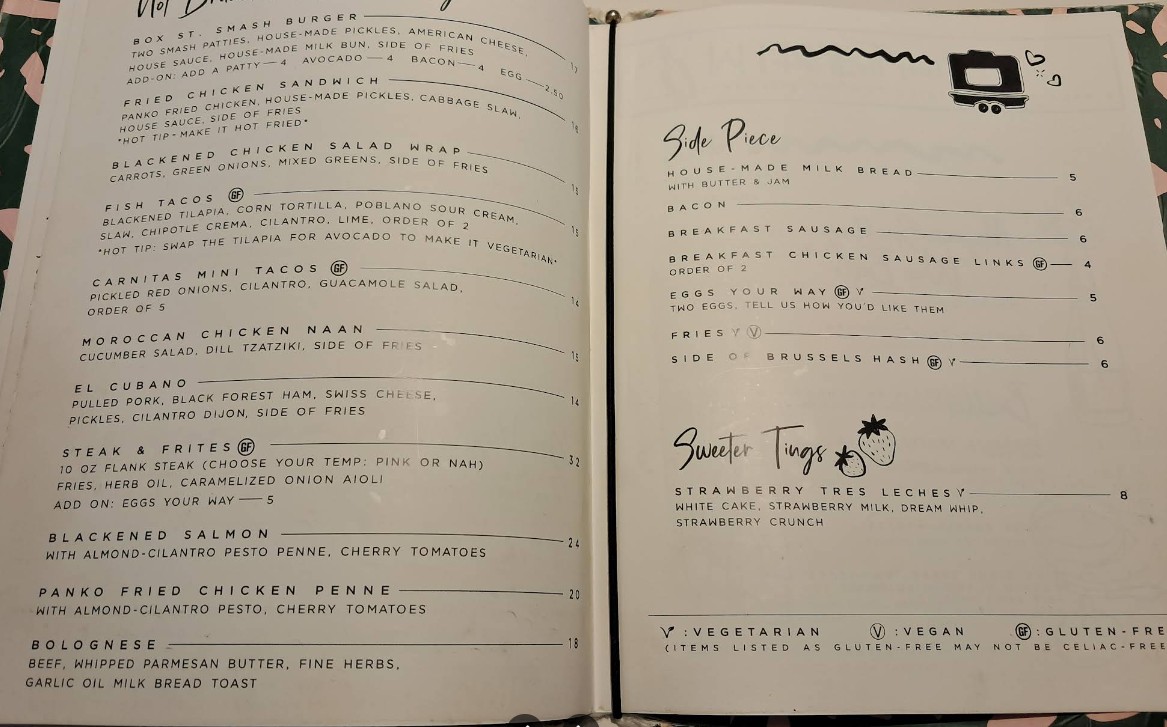 BOX ST. SMASH BURGER
TWO SMASH PATTIES, HOUSE-MADE PICKLES, AMERICAN CHEESE,
HOUSE SAUCE, HOUSE-MADE MILK BUN, SIDE OF FRIES
ADD-ON: ADD A PATTY — 4 AVOCADO — 4 BACON — 4 EGG — 2.50
FRIED CHICKEN SANDWICH
PANKO FRIED CHICKEN, HOUSE-MADE PICKLES, CABBAGE SLAW,
HOUSE SAUCE, SIDE OF FRIES
*HOT TIP - MAKE IT HOT FRIED*
BLACKENED CHICKEN SALAD WRAP
CARROTS, GREEN ONIONS, MIXED GREENS, SIDE OF FRIES
FISH TACOS GF
BLACKENED TILAPIA, CORN TORTILLA, POBLANO SOUR CREAM,
SLAW, CHIPOTLE CREMA, CILANTRO, LIME, ORDER OF 2
*HOT TIP: SWAP THE TILAPIA FOR AVOCADO TO MAKE IT VEGETARIAN*
CARNITAS MINI TACOS GF 14
PICKLED RED ONIONS, CILANTRO, GUACAMOLE SALAD,
ORDER OF 5
MOROCCAN CHICKEN NAAN 15
CUCUMBER SALAD, DILL TZATZIKI, SIDE OF FRIES
EL CUBANO 14
PULLED PORK, BLACK FOREST HAM, SWISS CHEESE,
PICKLES, CILANTRO DIJON, SIDE OF FRIES
STEAK & FRITES GF 32
10 OZ FLANK STEAK (CHOOSE YOUR TEMP: PINK OR NAH)
FRIES, HERB OIL, CARAMELIZED ONION AIOLI
ADD ON: EGGS YOUR WAY — 5
BLACKENED SALMON 24
WITH ALMOND-CILANTRO PESTO PENNE, CHERRY TOMATOES
PANKO FRIED CHICKEN PENNE 20
WITH ALMOND-CILANTRO PESTO, CHERRY TOMATOES
BOLOGNESE 18
BEEF, WHIPPED PARMESAN BUTTER, FINE HERBS,
GARLIC OIL MILK BREAD TOAST
Side Piece
HOUSE-MADE MILK BREAD 5
WITH BUTTER & JAM
BACON 6
BREAKFAST SAUSAGE 6
BREAKFAST CHICKEN SAUSAGE LINKS GF 4
ORDER OF 2
EGGS YOUR WAY GF V 5
TWO EGGS, TELL US HOW YOU'D LIKE THEM
FRIES V V 6
SIDE OF BRUSSELS HASH GF V 6
Sweeter Tings
STRAWBERRY TRES LECHES V 8
WHITE CAKE, STRAWBERRY MILK, DREAM WHIP,
STRAWBERRY CRUNCH
V :VEGETARIAN V :VEGAN GF :GLUTEN-FRE
(ITEMS LISTED AS GLUTEN-FREE MAY NOT BE CELIAC-FREE